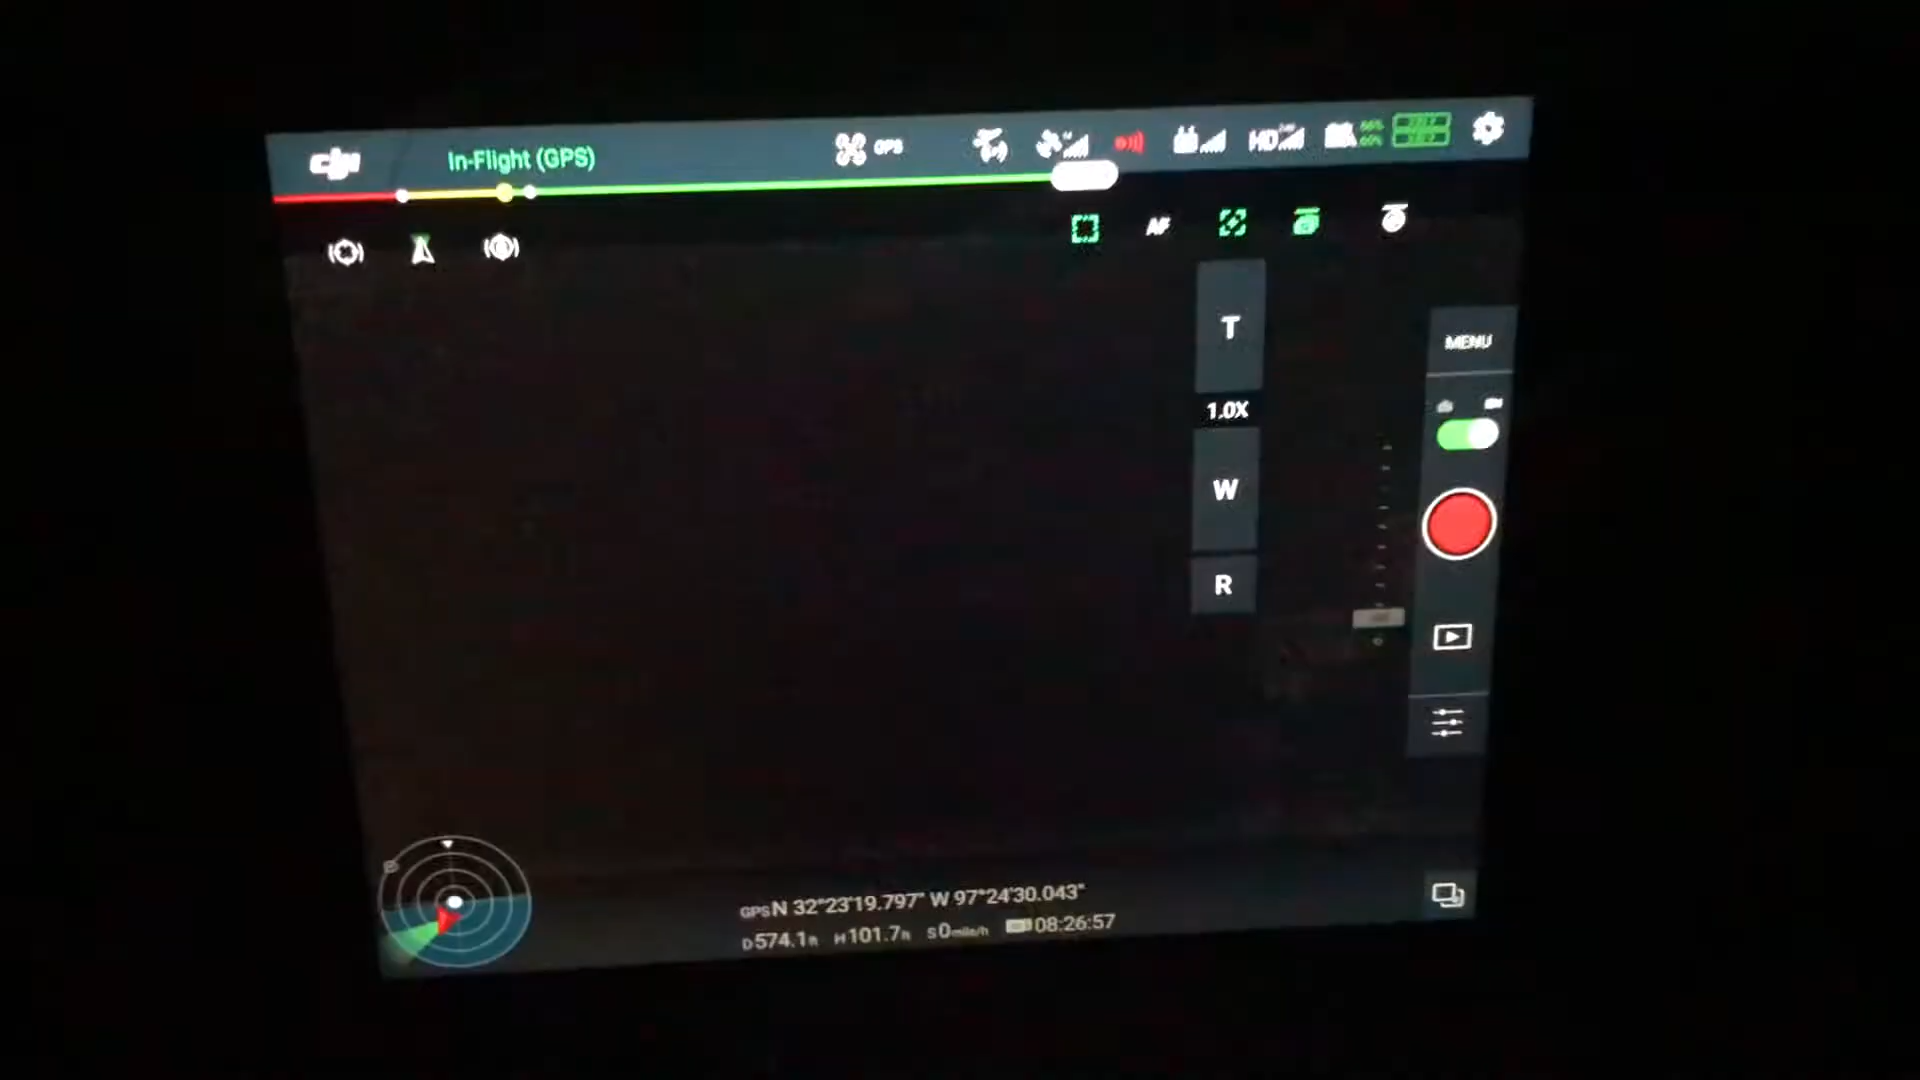 dji In-Flight (GPS) GPS HD
AF
T
MENU
1.0X
W
R
GPS N 32°23'19.797" W 97°24'30.043"
D 574.1ft H 101.7ft S 0mile/h 08:26:57